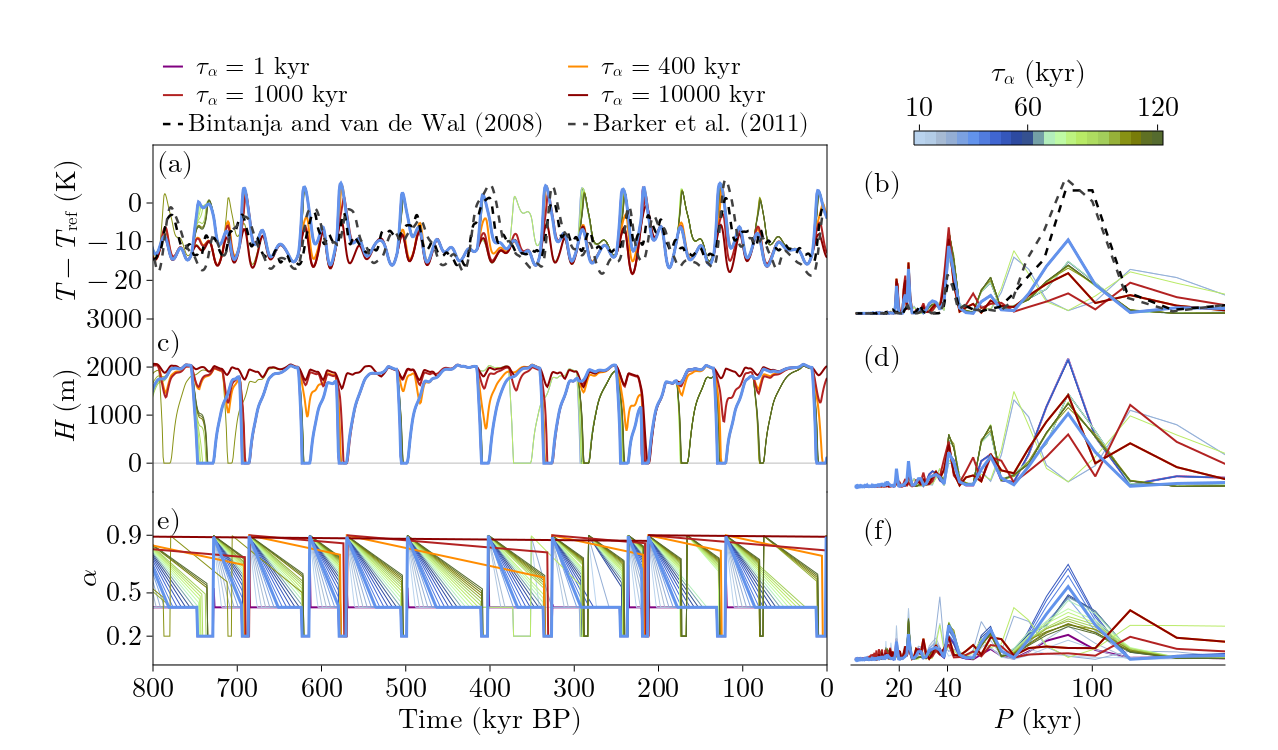 τα = 1 kyr
τα = 400 kyr
τα = 1000 kyr
τα = 10000 kyr
Bintanja and van de Wal (2008)
Barker et al. (2011)
τα (kyr)
10 60 120
(a)
T − Tref (K)
0
−10
−20
(b)
3000
c)
H (m)
2000
1000
0
(d)
e)
α
0.9
0.5
0.2
(f)
800 700 600 500 400 300 200 100 0
Time (kyr BP)
20 40 100
P (kyr)